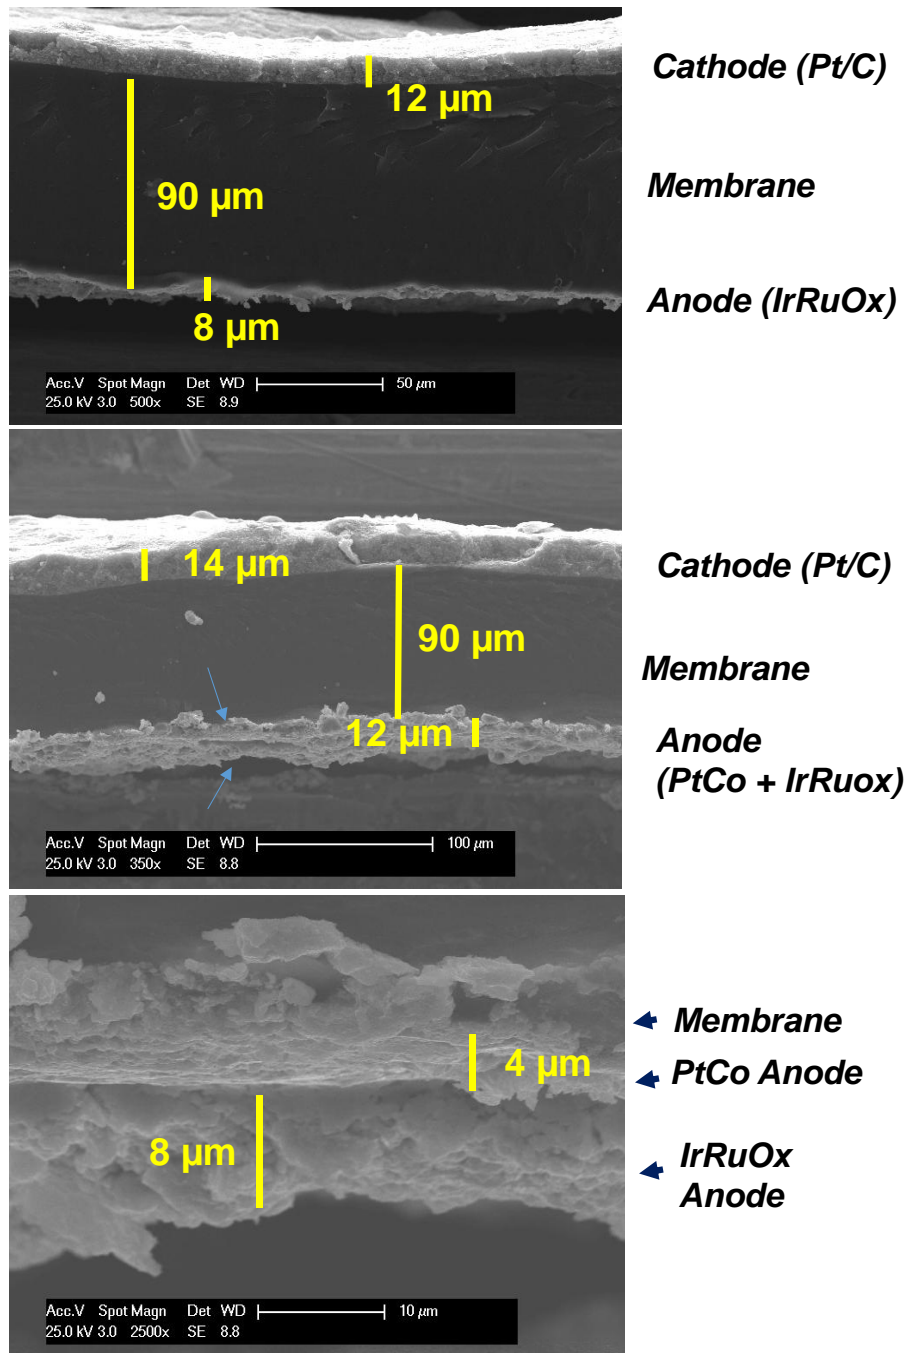 Cathode (Pt/C)
12 µm
90 µm
Membrane
Anode (IrRuOx)
8 µm
Acc.V Spot Magn Det WD 50 µm
25.0 kV 3.0 500x SE 8.9
14 µm
Cathode (Pt/C)
90 µm
Membrane
12 µm
Anode
(PtCo + IrRuox)
Acc.V Spot Magn Det WD 100 µm
25.0 kV 3.0 350x SE 8.8
Membrane
4 µm
PtCo Anode
8 µm
IrRuOx
Anode
Acc.V Spot Magn Det WD 10 µm
25.0 kV 3.0 2500x SE 8.8